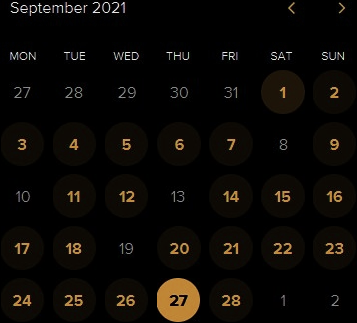 September 2021 < >
MON TUE WED THU FRI SAT SUN
27 28 29 30 31 1 2
3 4 5 6 7 8 9
10 11 12 13 14 15 16
17 18 19 20 21 22 23
24 25 26 27 28 1 2